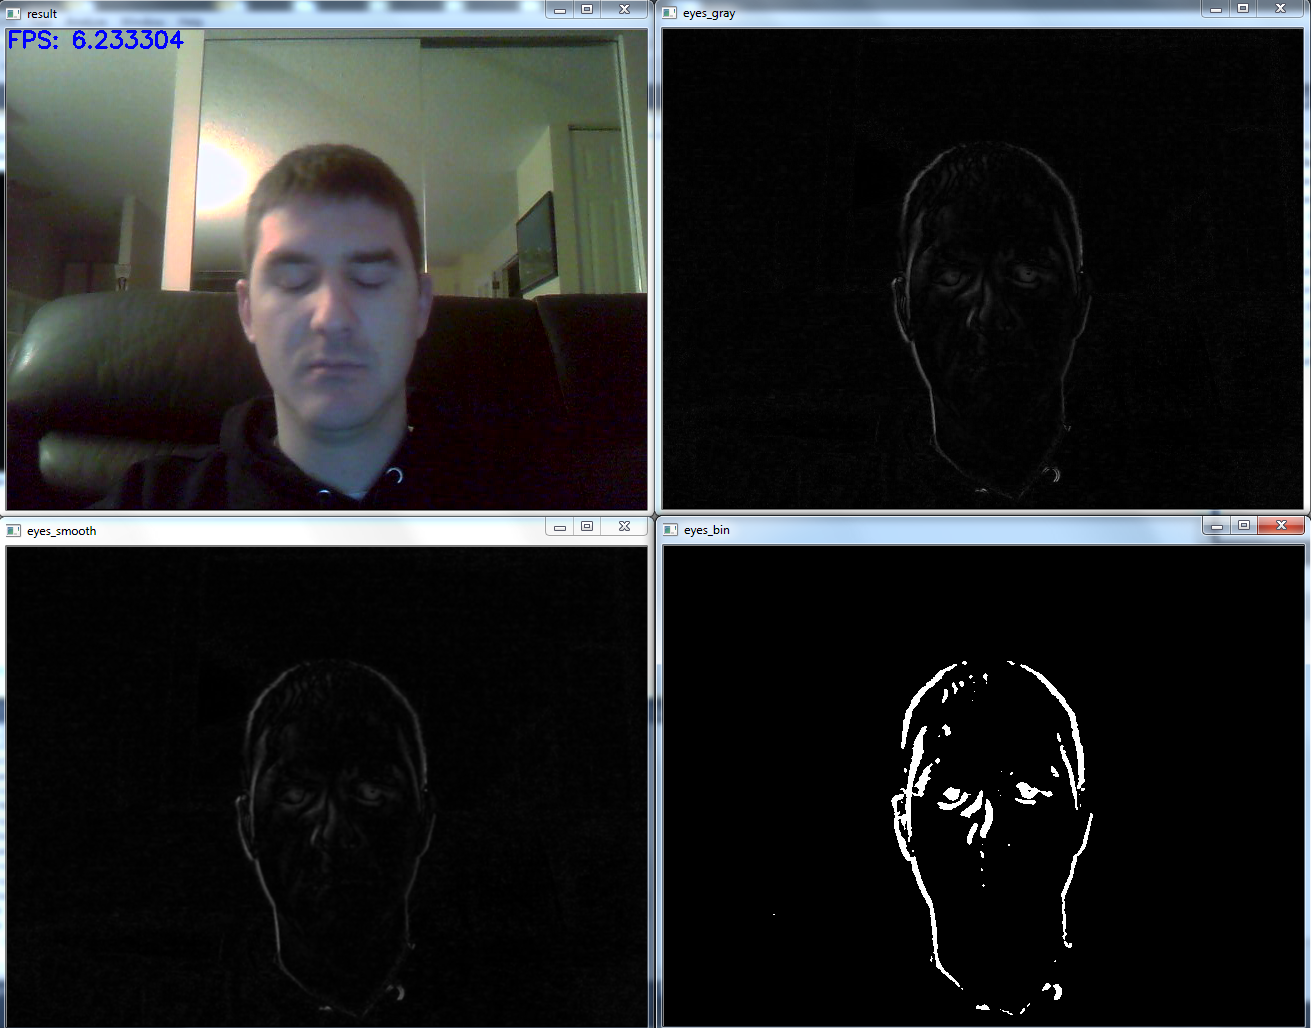 result
FPS: 6.233304
eyes_gray
eyes_smooth
eyes_bin